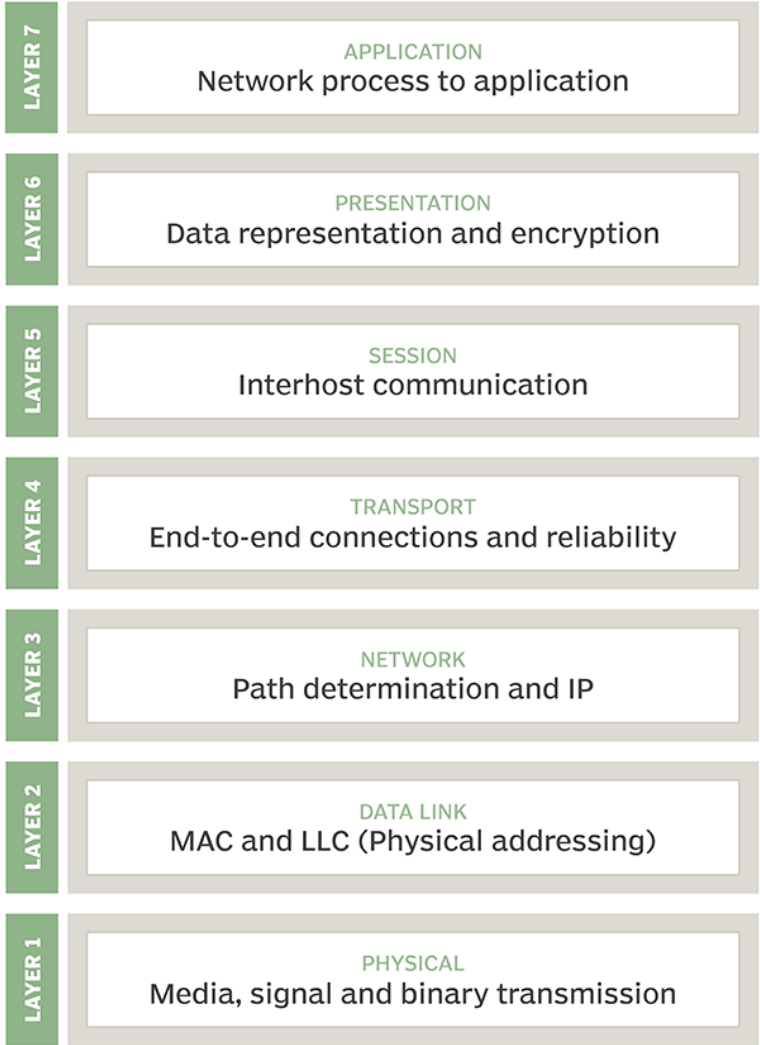 LAYER 7
APPLICATION
Network process to application
LAYER 6
PRESENTATION
Data representation and encryption
LAYER 5
SESSION
Interhost communication
LAYER 4
TRANSPORT
End-to-end connections and reliability
LAYER 3
NETWORK
Path determination and IP
LAYER 2
DATA LINK
MAC and LLC (Physical addressing)
LAYER 1
PHYSICAL
Media, signal and binary transmission